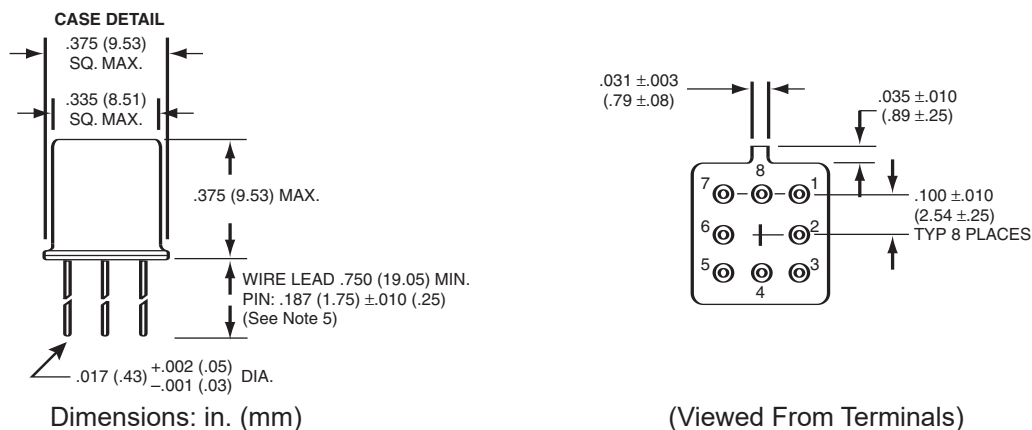 CASE DETAIL
.375 (9.53)
SQ. MAX.
.335 (8.51)
SQ. MAX.
.375 (9.53) MAX.
WIRE LEAD .750 (19.05) MIN.
PIN: .187 (1.75) ±.010 (.25)
(See Note 5)
.017 (.43) +.002 (.05) –.001 (.03) DIA.
Dimensions: in. (mm)
.031 ±.003
(.79 ±.08)
.035 ±.010
(.89 ±.25)
8
7 1
.100 ±.010
(2.54 ±.25)
TYP 8 PLACES
6 2
5 3
4
(Viewed From Terminals)